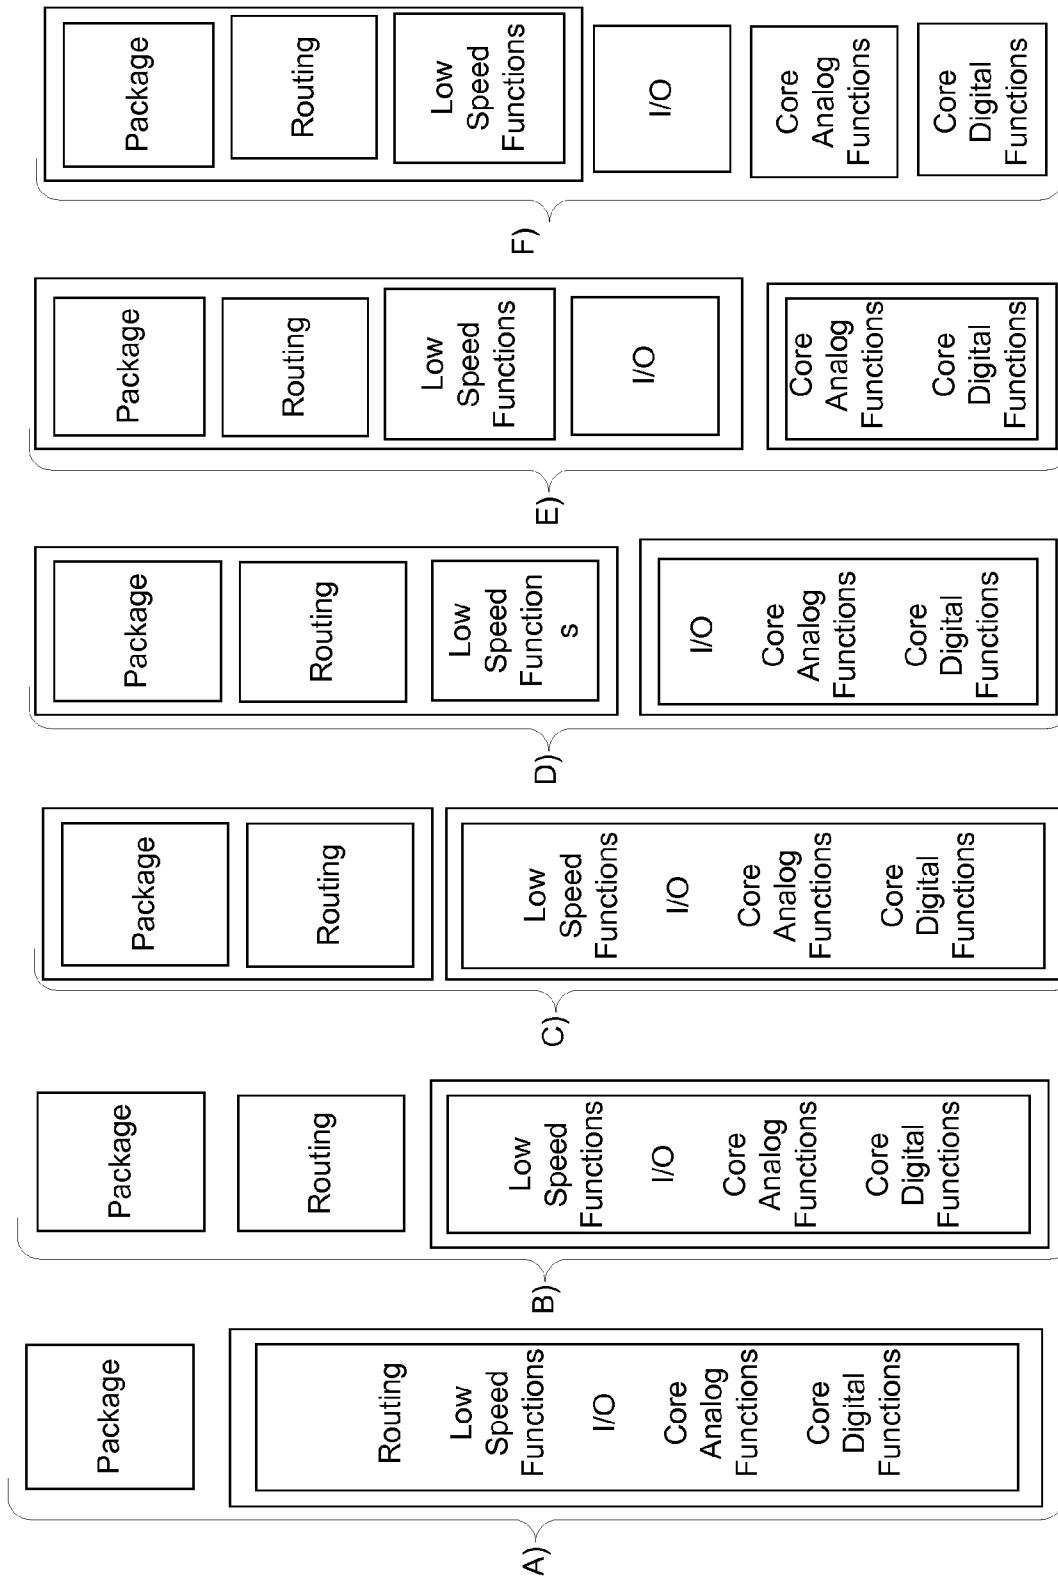 A)
Package
Routing
Low
Speed
Functions
I/O
Core
Analog
Functions
Core
Digital
Functions
B)
Package
Routing
Low
Speed
Functions
I/O
Core
Analog
Functions
Core
Digital
Functions
C)
Package
Routing
Low
Speed
Functions
I/O
Core
Analog
Functions
Core
Digital
Functions
D)
Package
Routing
Low
Speed
Function
s
I/O
Core
Analog
Functions
Core
Digital
Functions
E)
Package
Routing
Low
Speed
Functions
I/O
Core
Analog
Functions
Core
Digital
Functions
F)
Package
Routing
Low
Speed
Functions
I/O
Core
Analog
Functions
Core
Digital
Functions